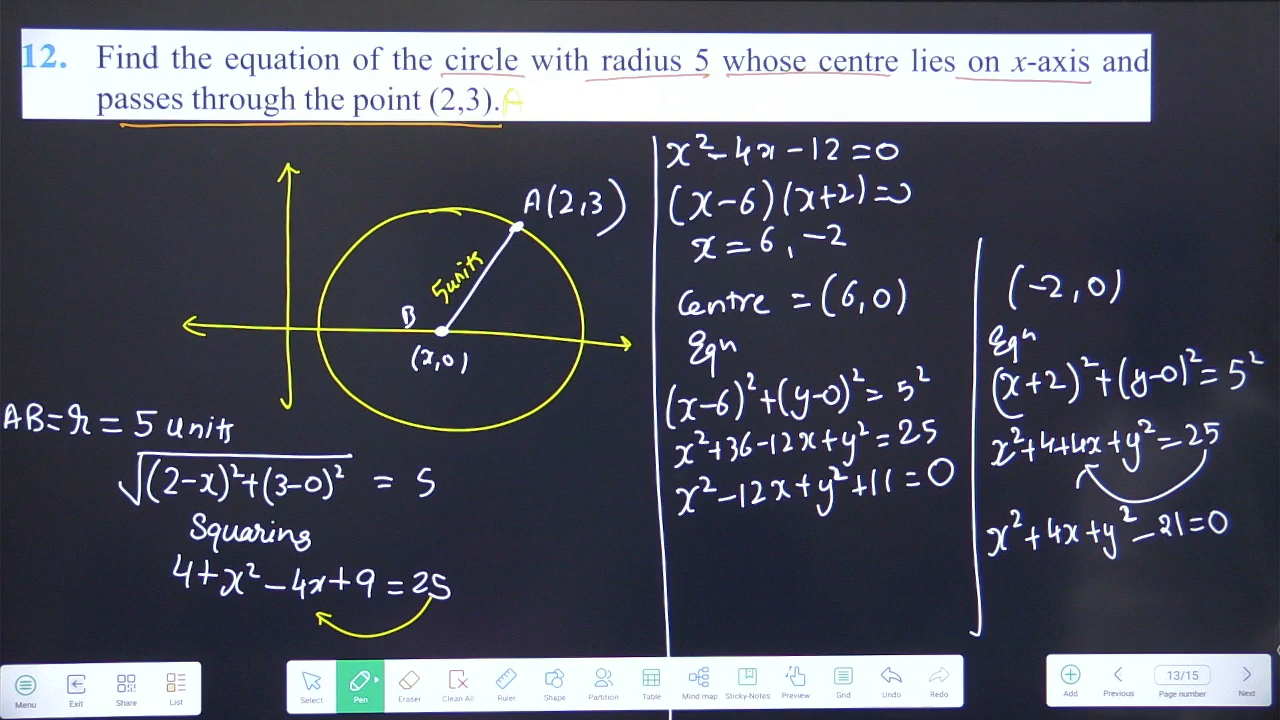 12. Find the equation of the circle with radius 5 whose centre lies on x-axis and
passes through the point (2,3). A
A(2,3)
5units
B
(x,0)
AB=r=5 units
√(2-x)²+(3-0)² = 5
Squaring
4+x²-4x+9=25
x²-4x-12=0
(x-6)(x+2)=0
x=6,-2
Centre = (6,0)
Eqn
(x-6)²+(y-0)²=5²
x²+36-12x+y²=25
x²-12x+y²+11=0
(-2,0)
Eqn
(x+2)²+(y-0)²=5²
x²+4+4x+y²=25
x²+4x+y²-21=0
Menu
Exit
Share
List
Select
Pen
Eraser
Clean All
Ruler
Shape
Partition
Table
Mind map
Sticky-Notes
Preview
Grid
Undo
Redo
Add
Previous
13/15
Page number
Next